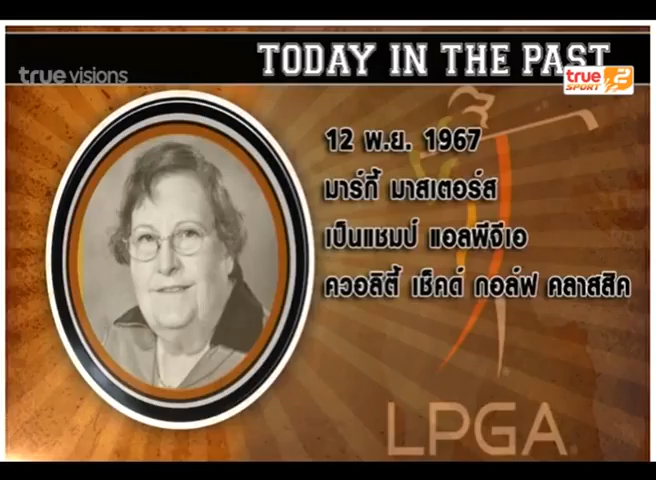 TODAY IN THE PAST
true visions
true
SPORT 2
12 พ.ย. 1967
มาร์กี้ มาสเตอร์ส
เป็นแชมป์ แอลพีจีเอ
ควอลิตี้ เช็คด์ กอล์ฟ คลาสสิค
LPGA